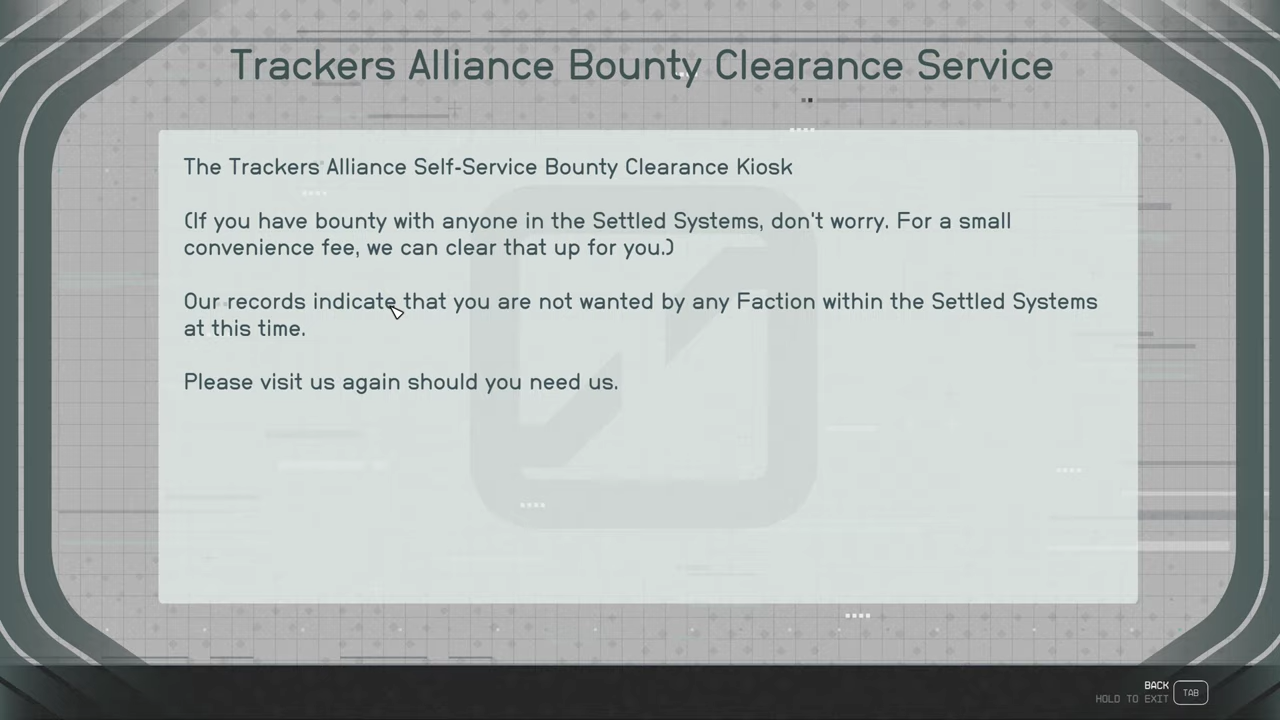 Trackers Alliance Bounty Clearance Service
The Trackers Alliance Self-Service Bounty Clearance Kiosk
(If you have bounty with anyone in the Settled Systems, don't worry. For a small
convenience fee, we can clear that up for you.)
Our records indicate that you are not wanted by any Faction within the Settled Systems
at this time.
Please visit us again should you need us.
BACK
HOLD TO EXIT
TAB